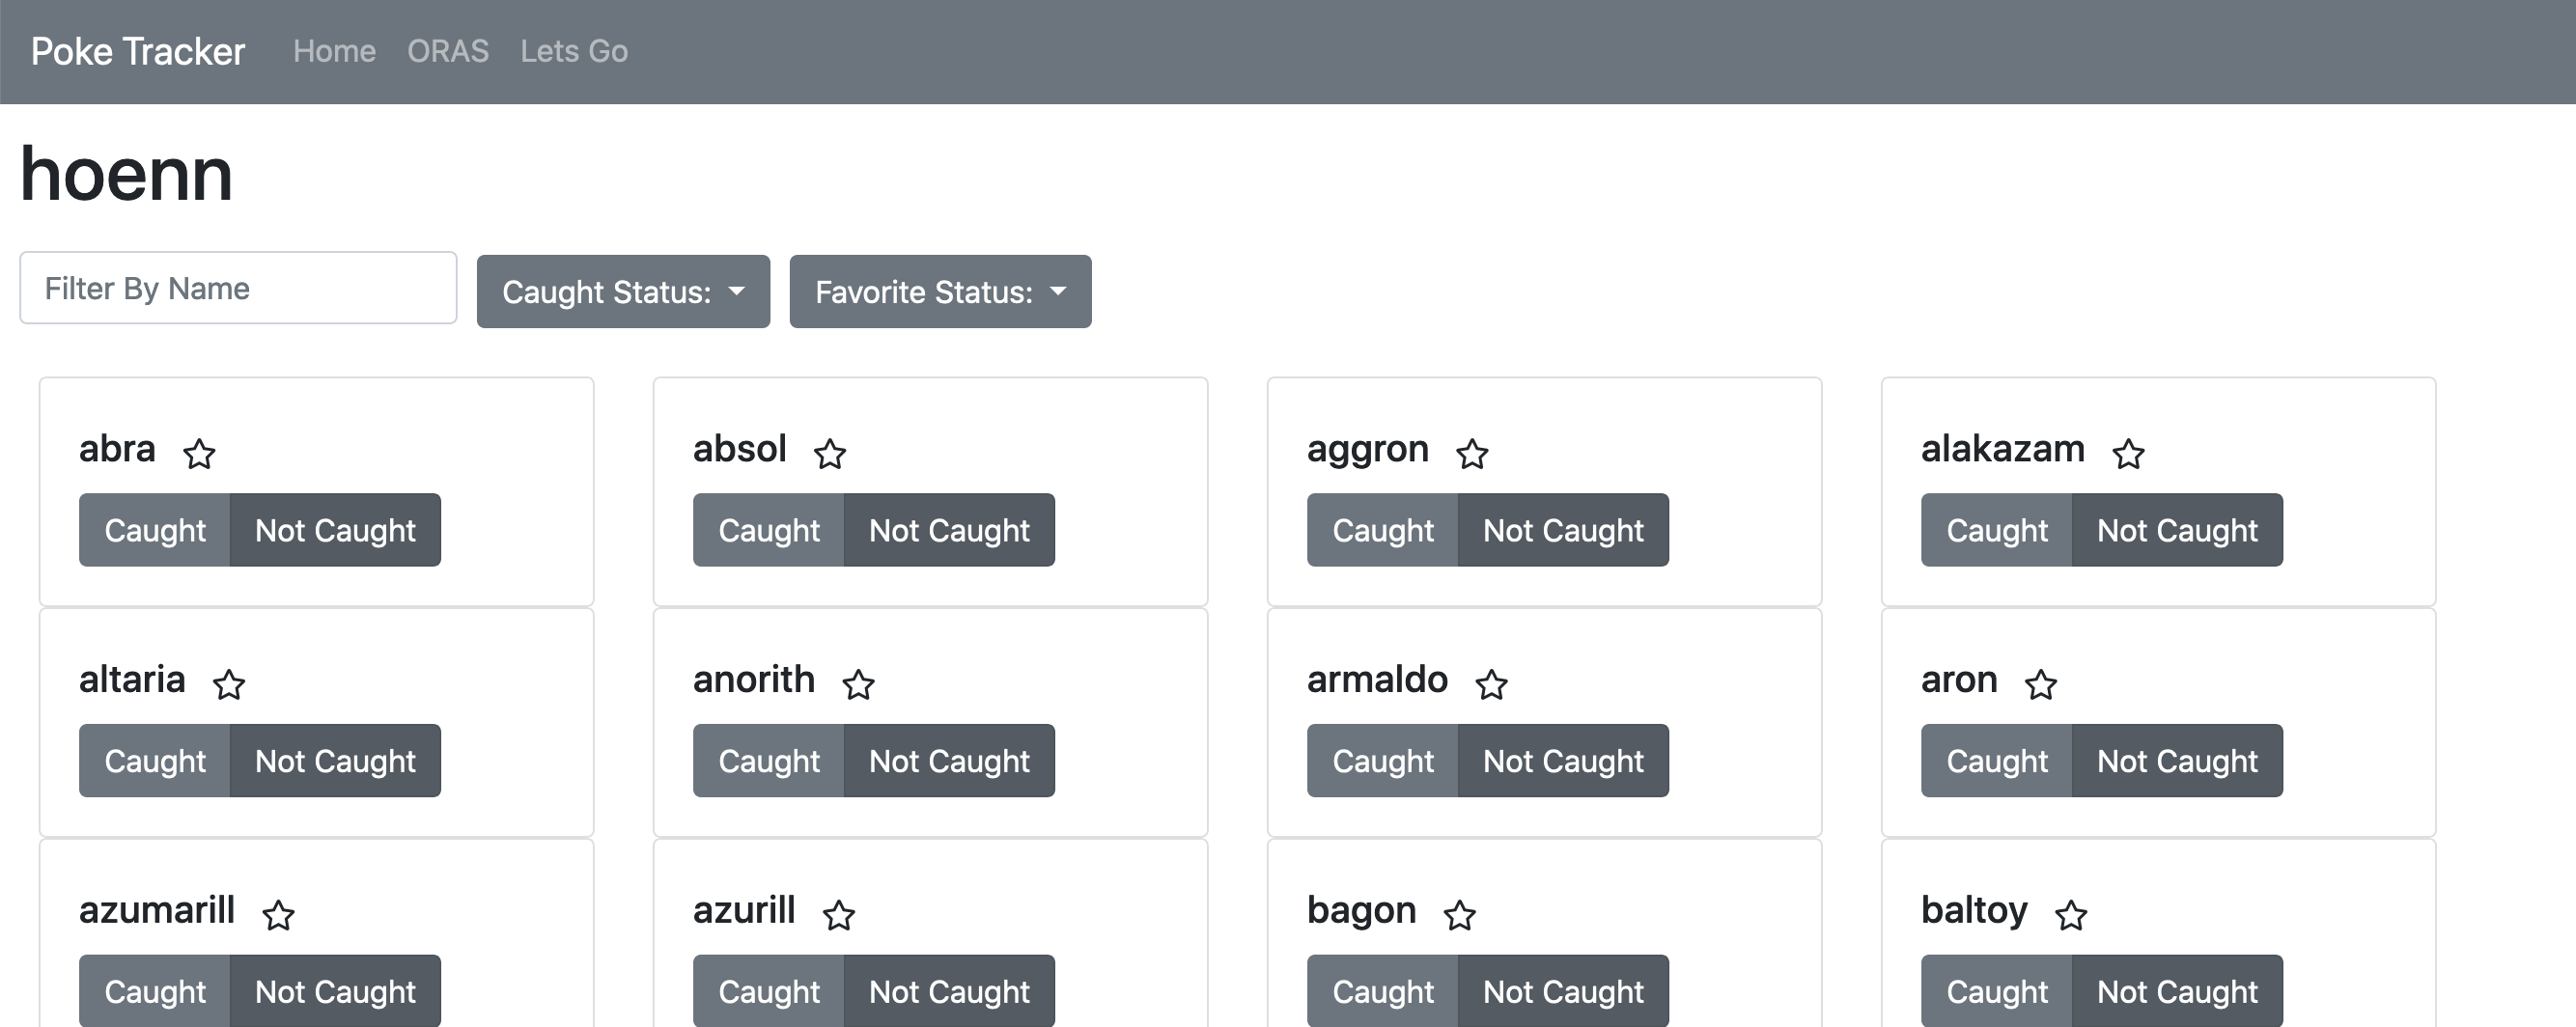 Poke Tracker Home ORAS Lets Go
hoenn
Filter By Name Caught Status: Favorite Status:
abra absol aggron alakazam
Caught Not Caught Caught Not Caught Caught Not Caught Caught Not Caught
altaria anorith armaldo aron
Caught Not Caught Caught Not Caught Caught Not Caught Caught Not Caught
azumarill azurill bagon baltoy
Caught Not Caught Caught Not Caught Caught Not Caught Caught Not Caught